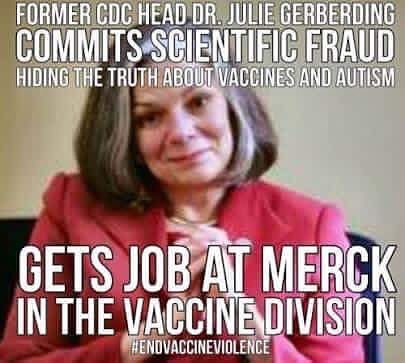 FORMER CDC HEAD DR. JULIE GERBERDING
COMMITS SCIENTIFIC FRAUD
HIDING THE TRUTH ABOUT VACCINES AND AUTISM
GETS JOB AT MERCK
IN THE VACCINE DIVISION
#ENDVACCINEVIOLENCE